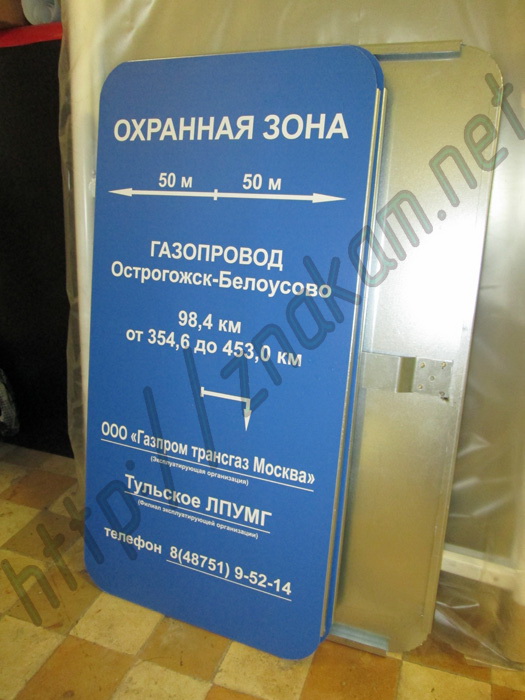 ОХРАННАЯ ЗОНА
50 м 50 м
ГАЗОПРОВОД
Острогожск-Белоусово
98,4 км
от 354,6 до 453,0 км
ООО «Газпром трансгаз Москва»
(Эксплуатирующая организация)
Тульское ЛПУМГ
(Филиал эксплуатирующей организации)
телефон 8(48751) 9-52-14
http://znakam.net